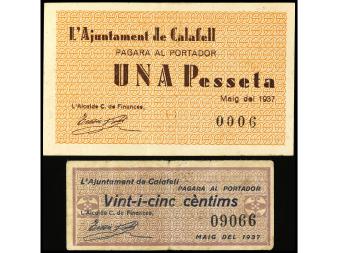 L'Ajuntament de Calafell
PAGARA AL PORTADOR
UNA Pesseta
Maig del 1937
L'Alcalde C. de Finances,
0006
L'Ajuntament de Calafell
PAGARA AL PORTADOR
Vint-i-cinc cèntims
L'Alcalde C. de Finances,
09066
MAIG DEL 1937